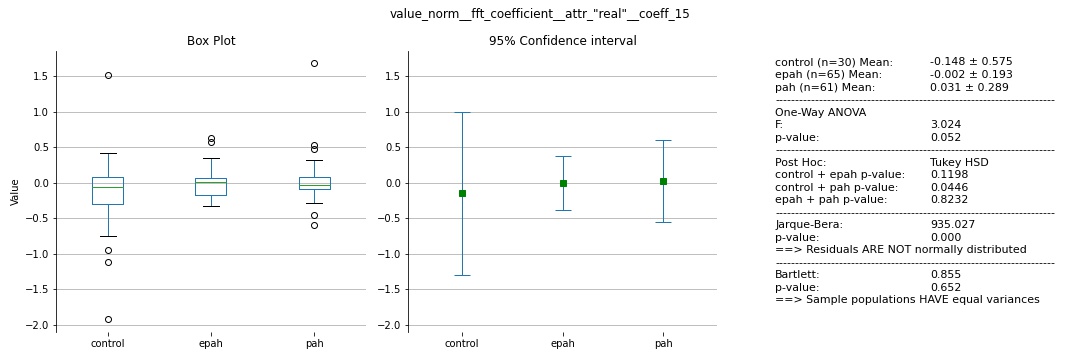 value_norm__fft_coefficient__attr_"real"__coeff_15
Box Plot
Value
1.5
1.0
0.5
0.0
−0.5
−1.0
−1.5
−2.0
control epah pah
95% Confidence interval
1.5
1.0
0.5
0.0
−0.5
−1.0
−1.5
−2.0
control epah pah
control (n=30) Mean: -0.148 ± 0.575
epah (n=65) Mean: -0.002 ± 0.193
pah (n=61) Mean: 0.031 ± 0.289
One-Way ANOVA
F: 3.024
p-value: 0.052
Post Hoc: Tukey HSD
control + epah p-value: 0.1198
control + pah p-value: 0.0446
epah + pah p-value: 0.8232
Jarque-Bera: 935.027
p-value: 0.000
==> Residuals ARE NOT normally distributed
Bartlett: 0.855
p-value: 0.652
==> Sample populations HAVE equal variances